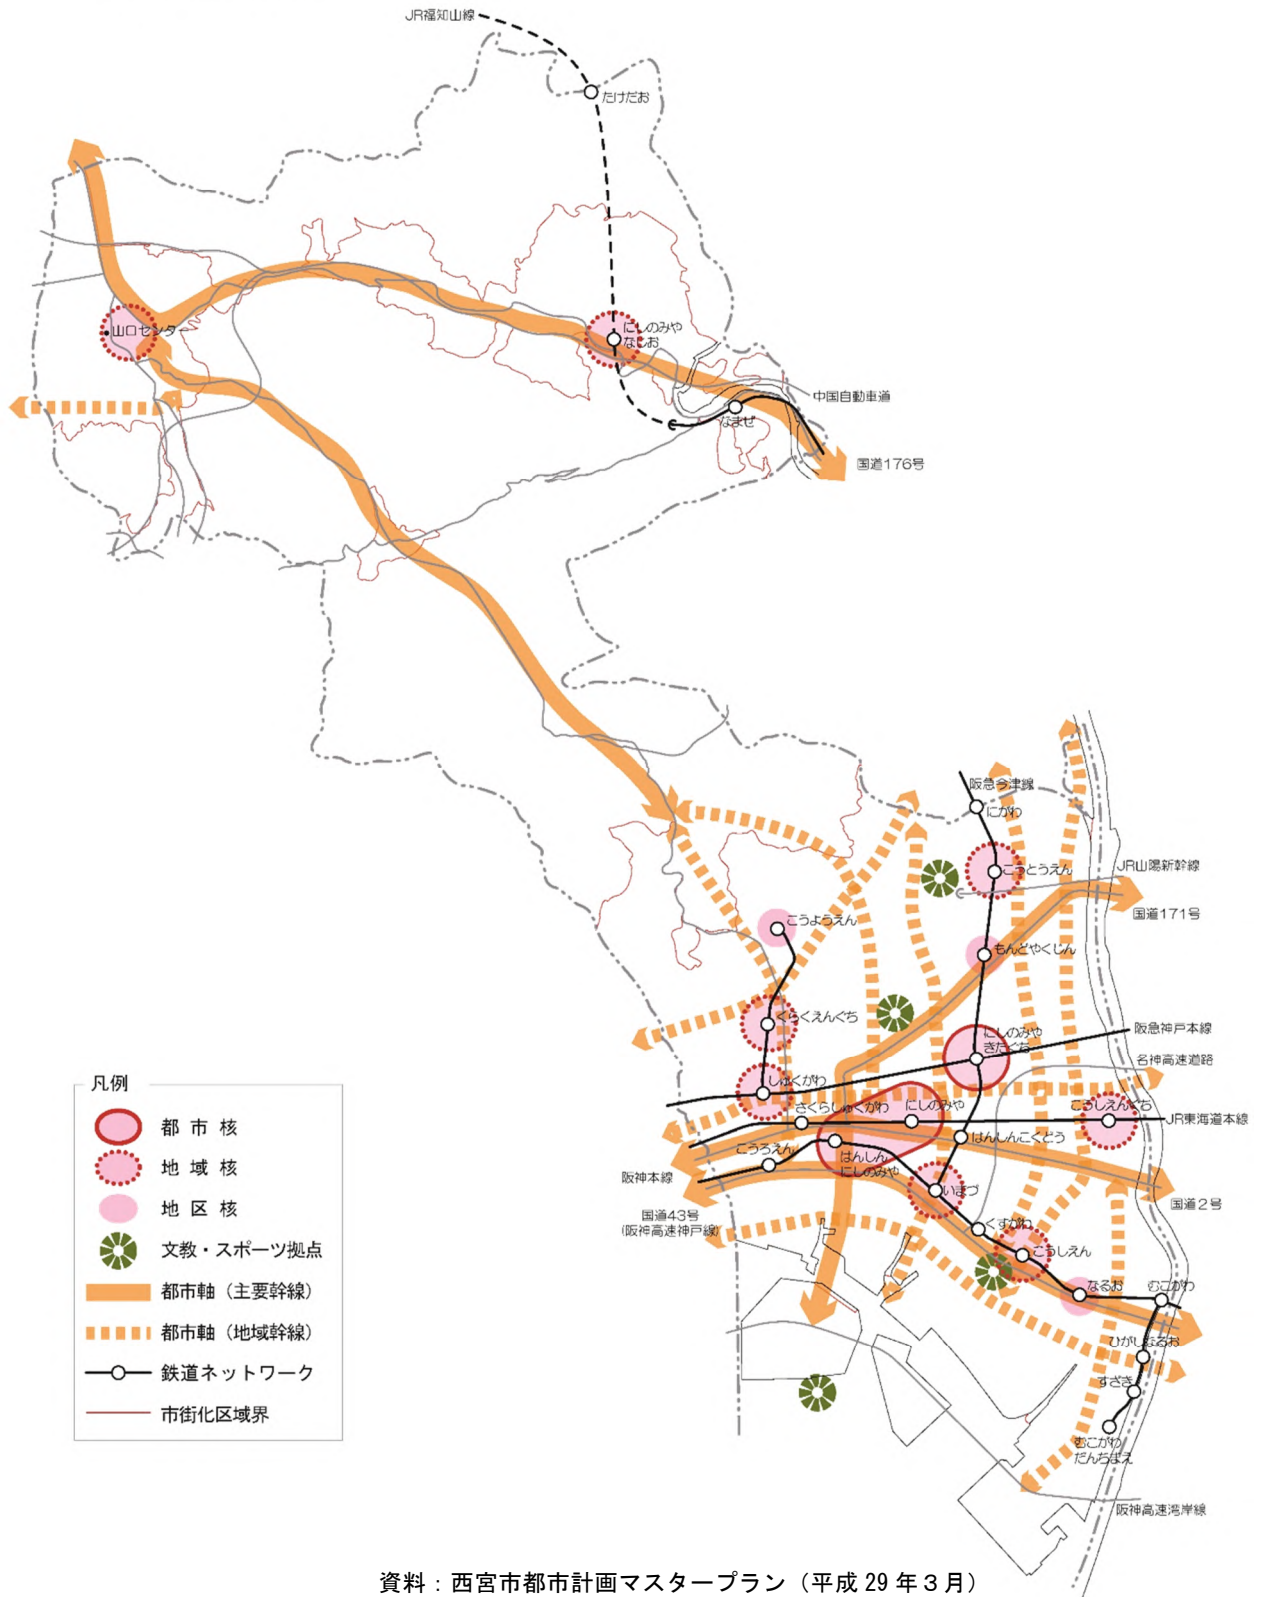 JR福知山線
たけだお
山口センター
にしのみや
なじお
中国自動車道
なまぜ
国道176号
阪急今津線
にがわ
こうとうえん
JR山陽新幹線
国道171号
こうようえん
もんどやくじん
くらくえんぐち
にしのみや
きたぐち
阪急神戸本線
名神高速道路
しゅくがわ
さくらしゅくがわ
にしのみや
こうしえんぐち
JR東海道本線
はんしんこくどう
こうろえん
はんしん
にしのみや
阪神本線
いまづ
国道2号
国道43号
(阪神高速神戸線)
くすがわ
こうしえん
なるお
むこがわ
ひがしなるお
すざき
むこがわ
だんちまえ
阪神高速湾岸線
凡例
都市核
地域核
地区核
文教・スポーツ拠点
都市軸（主要幹線）
都市軸（地域幹線）
鉄道ネットワーク
市街化区域界
資料：西宮市都市計画マスタープラン（平成 29 年３月）